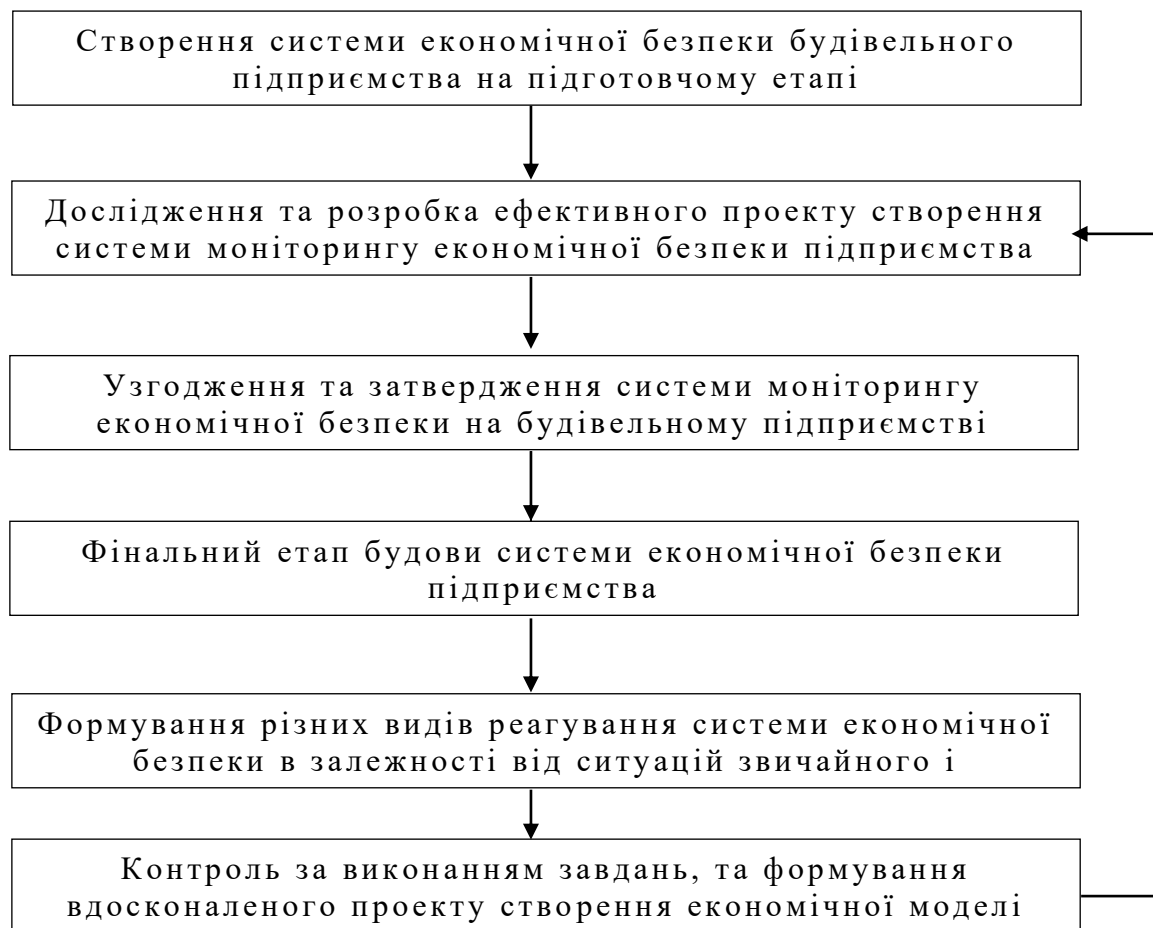 Створення системи економічної безпеки будівельного
підприємства на підготовчому етапі
Дослідження та розробка ефективного проекту створення
системи моніторингу економічної безпеки підприємства
Узгодження та затвердження системи моніторингу
економічної безпеки на будівельному підприємстві
Фінальний етап будови системи економічної безпеки
підприємства
Формування різних видів реагування системи економічної
безпеки в залежності від ситуацій звичайного і
Контроль за виконанням завдань, та формування
вдосконаленого проекту створення економічної моделі